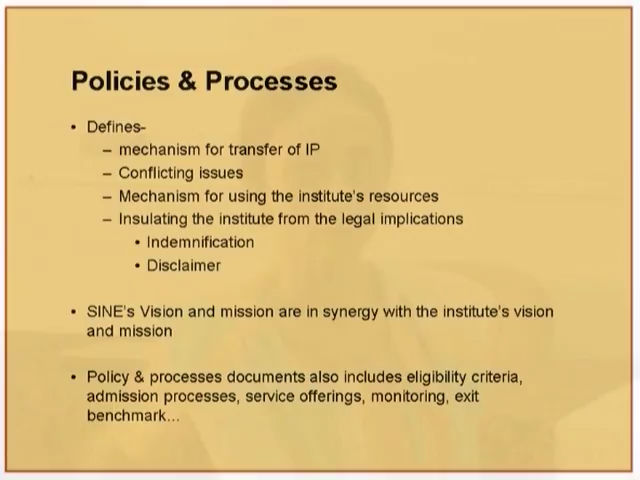 Policies & Processes
• Defines-
– mechanism for transfer of IP
– Conflicting issues
– Mechanism for using the institute's resources
– Insulating the institute from the legal implications
• Indemnification
• Disclaimer
• SINE's Vision and mission are in synergy with the institute's vision
and mission
• Policy & processes documents also includes eligibility criteria,
admission processes, service offerings, monitoring, exit
benchmark...